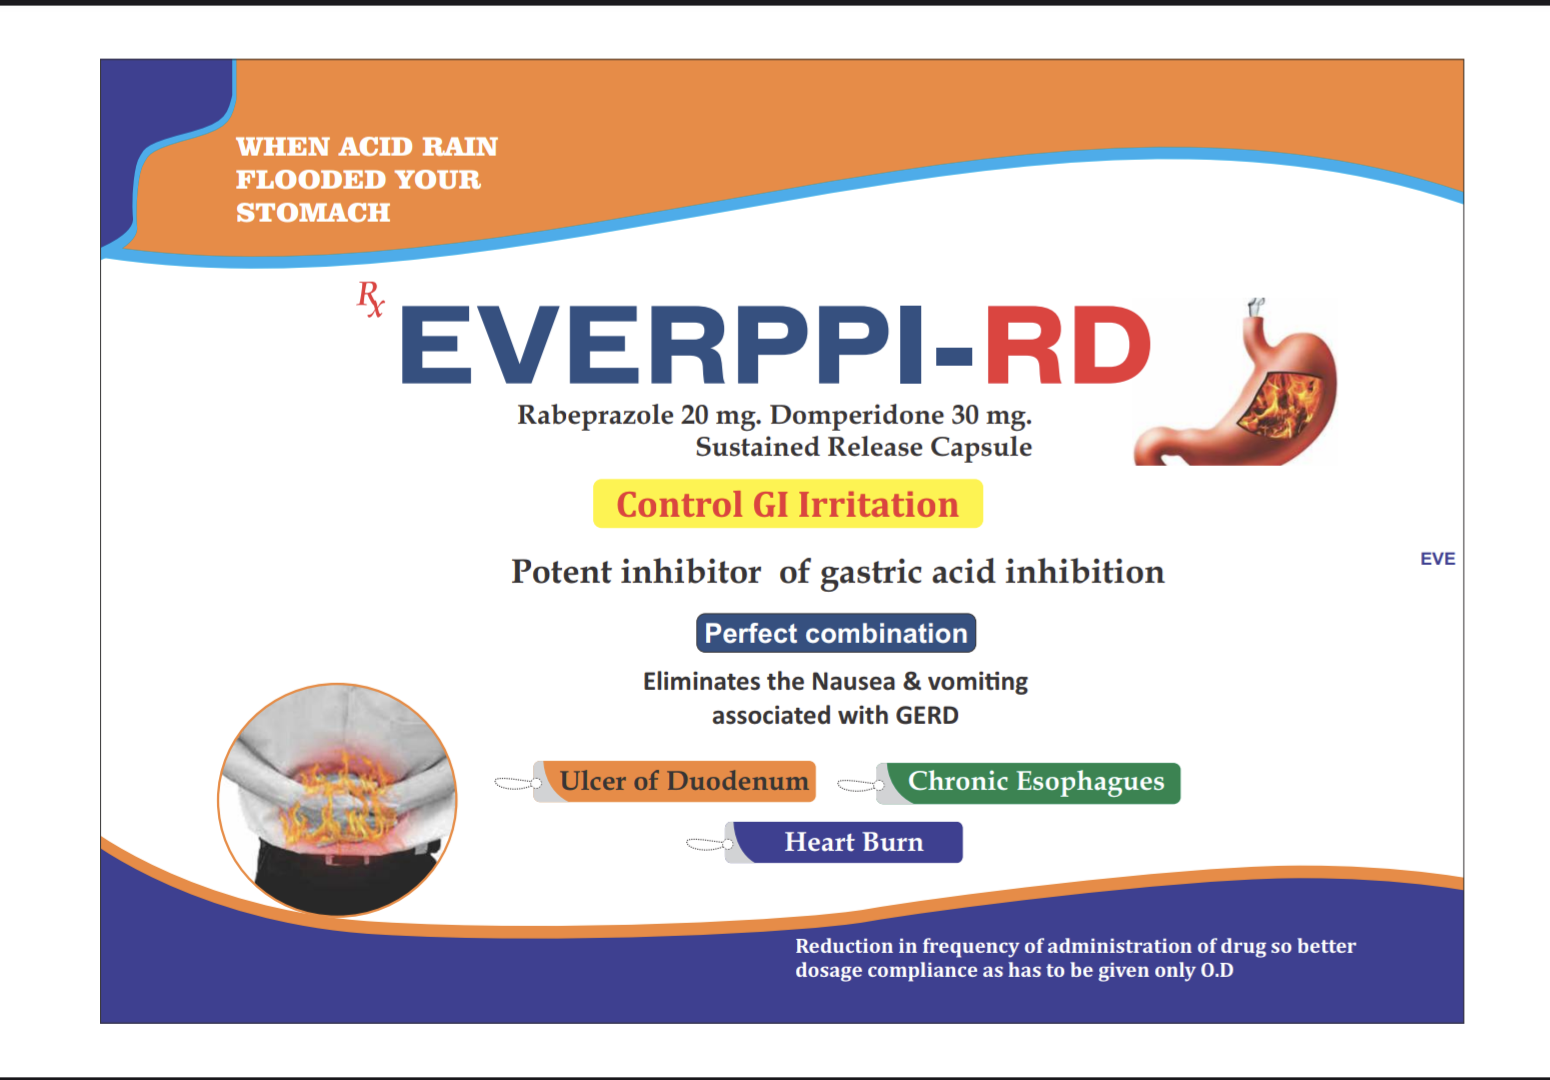 WHEN ACID RAIN
FLOODED YOUR
STOMACH
Rx
EVERPPI-RD
Rabeprazole 20 mg. Domperidone 30 mg.
Sustained Release Capsule
Control GI Irritation
Potent inhibitor of gastric acid inhibition
EVE
Perfect combination
Eliminates the Nausea & vomiting
associated with GERD
Ulcer of Duodenum
Chronic Esophagues
Heart Burn
Reduction in frequency of administration of drug so better
dosage compliance as has to be given only O.D